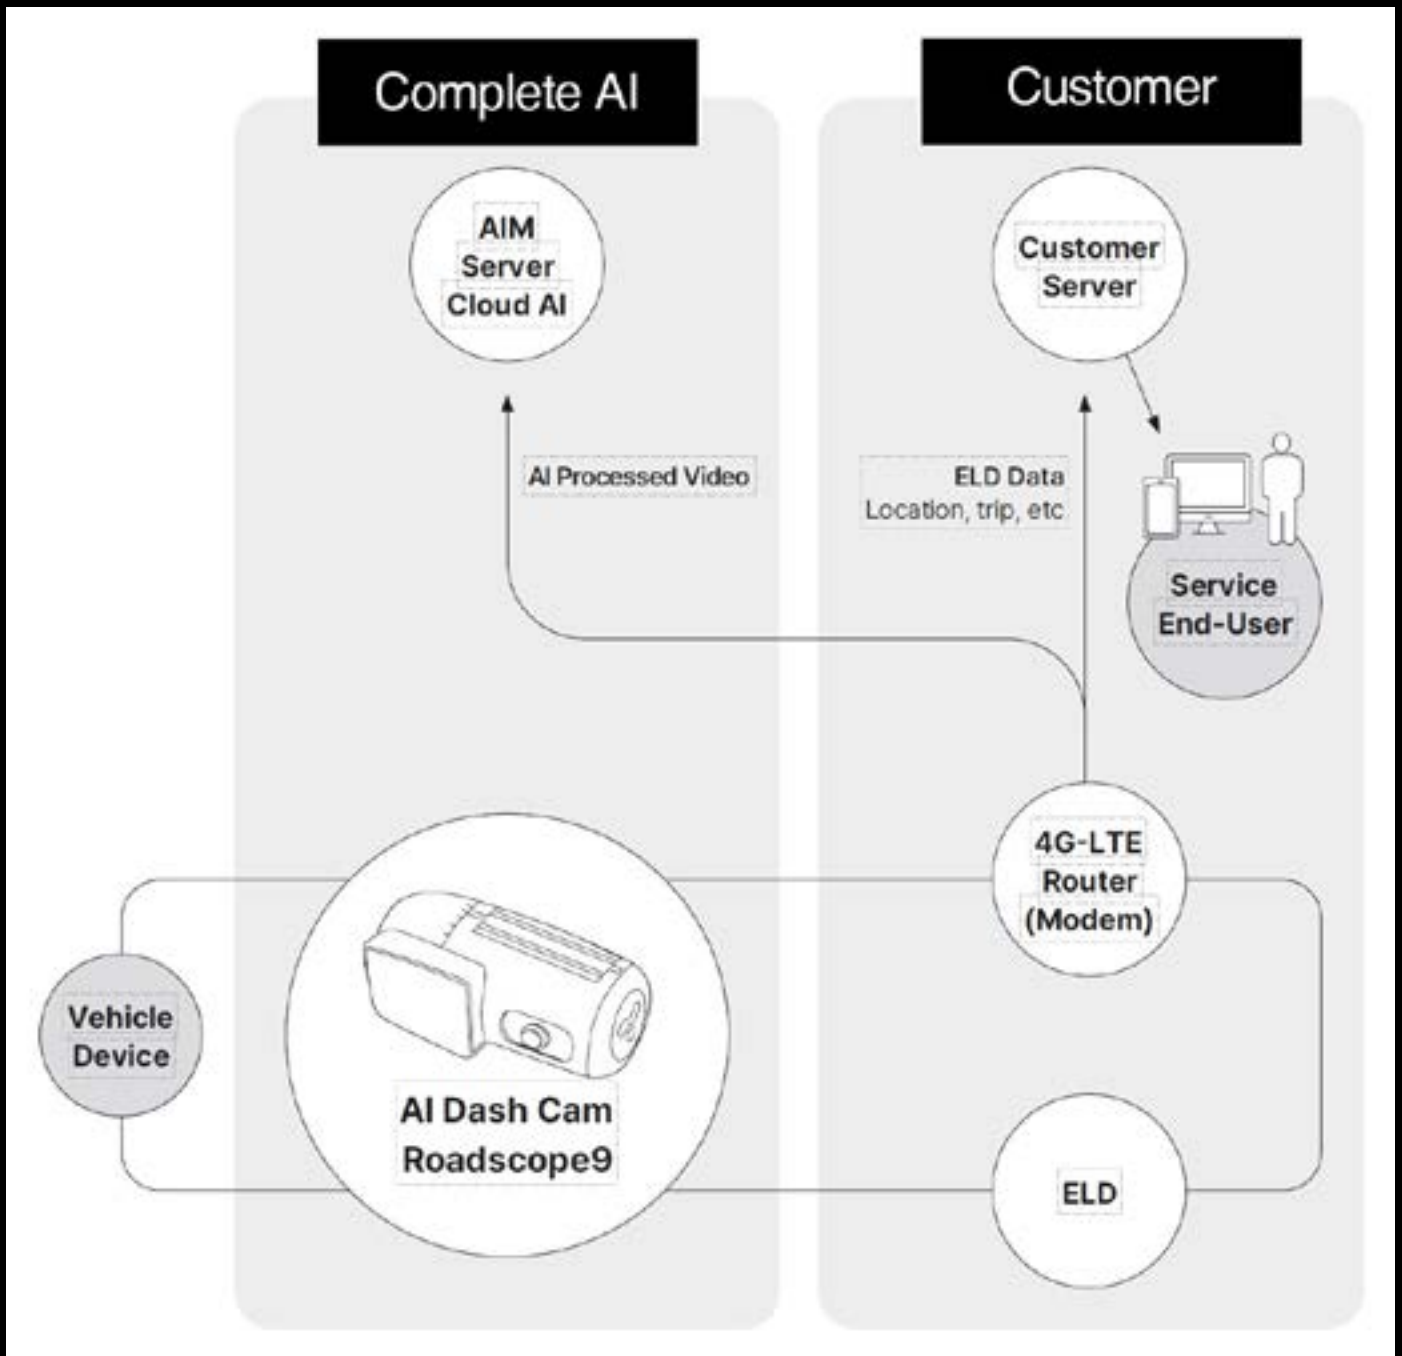 Complete AI
Customer
AIM
Server
Cloud AI
Customer
Server
AI Processed Video
ELD Data
Location, trip, etc
Service
End-User
4G-LTE
Router
(Modem)
Vehicle
Device
AI Dash Cam
Roadscope9
ELD